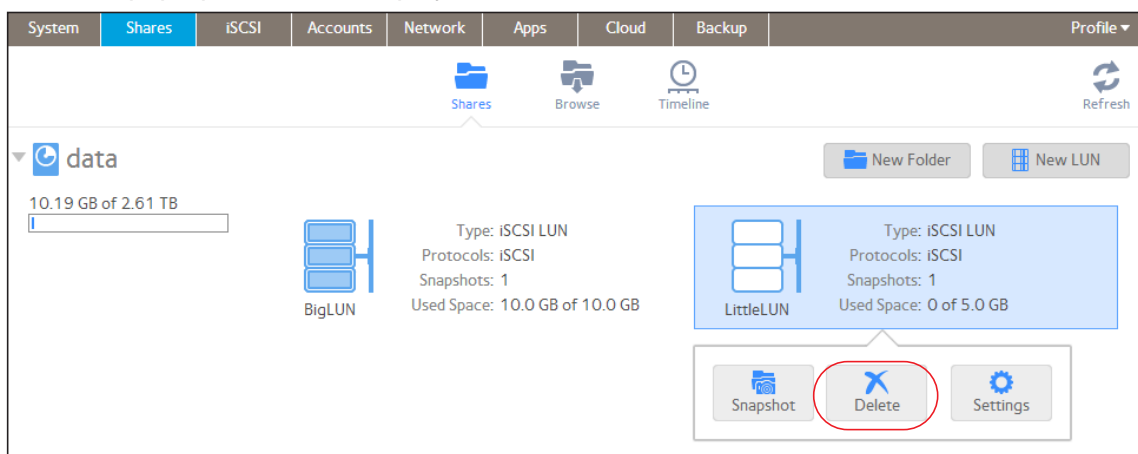 System Shares iSCSI Accounts Network Apps Cloud Backup Profile
Shares Browse Timeline Refresh
data New Folder New LUN
10.19 GB of 2.61 TB
Type: iSCSI LUN
Protocols: iSCSI
Snapshots: 1
Used Space: 10.0 GB of 10.0 GB
BigLUN
Type: iSCSI LUN
Protocols: iSCSI
Snapshots: 1
Used Space: 0 of 5.0 GB
LittleLUN
Snapshot Delete Settings